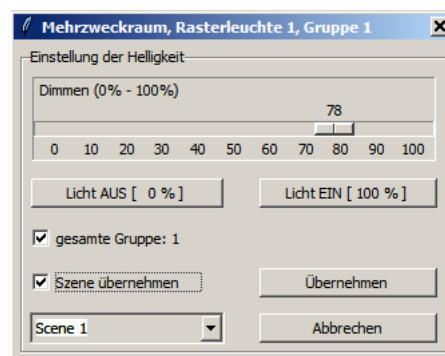 Mehrzweckraum, Rasterleuchte 1, Gruppe 1
Einstellung der Helligkeit
Dimmen (0% - 100%)
78
0 10 20 30 40 50 60 70 80 90 100
Licht AUS [ 0 % ] Licht EIN [ 100 % ]
gesamte Gruppe: 1
Szene übernehmen Übernehmen
Scene 1 Abbrechen